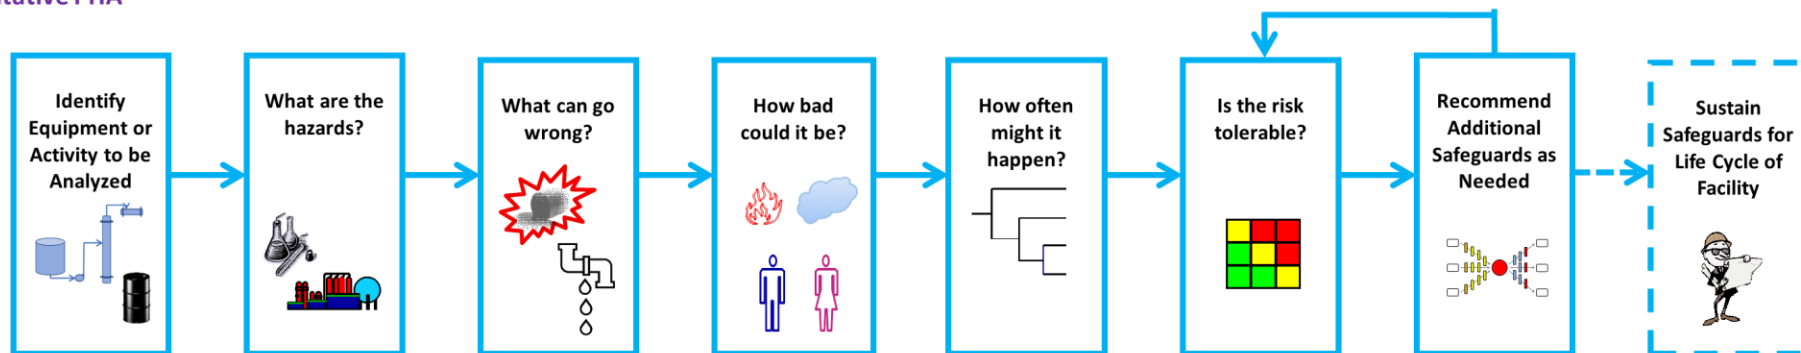 Identify
Equipment or
Activity to be
Analyzed
What are the
hazards?
What can go
wrong?
How bad
could it be?
How often
might it
happen?
Is the risk
tolerable?
Recommend
Additional
Safeguards as
Needed
Sustain
Safeguards for
Life Cycle of
Facility